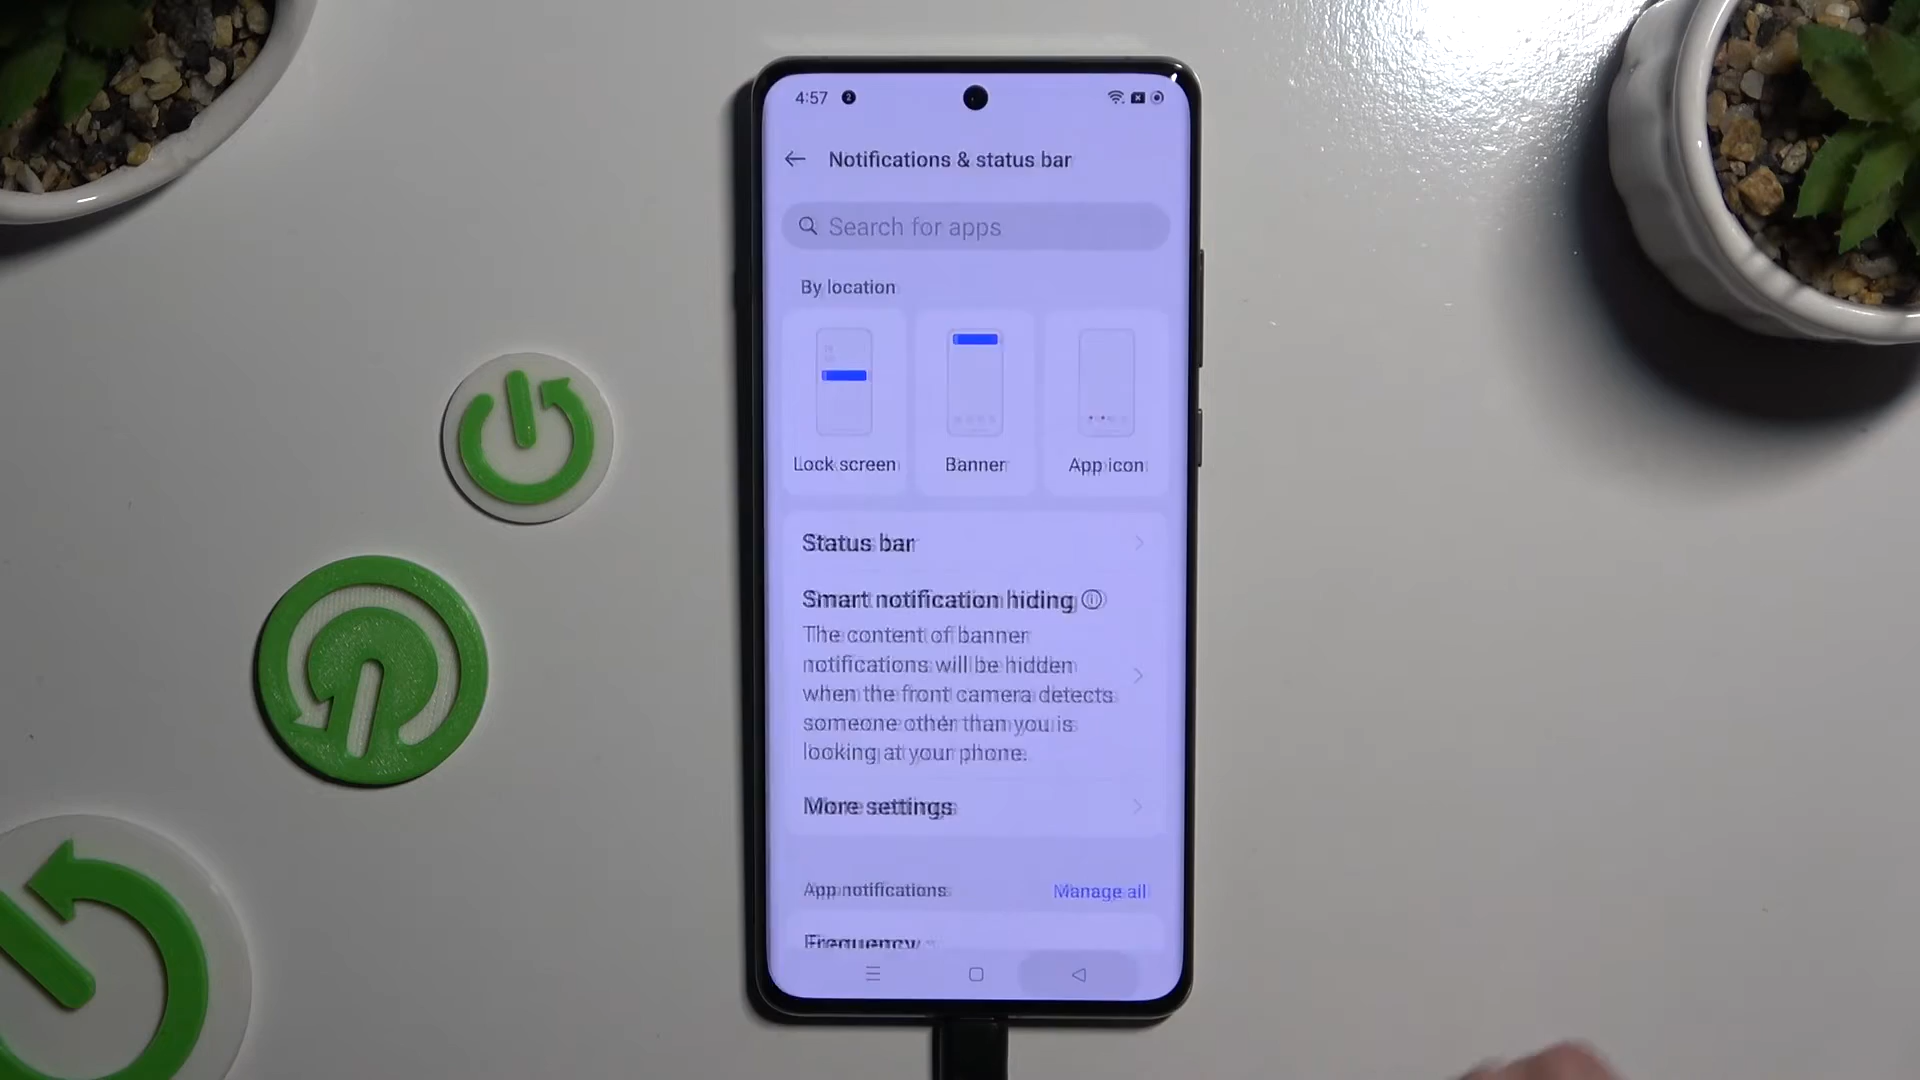 4:57
Notifications & status bar
Search for apps
By location
Lock screen
Banner
App icon
Status bar
Smart notification hiding
The content of banner
notifications will be hidden
when the front camera detects
someone other than you is
looking at your phone.
More settings
App notifications
Manage all
Frequency